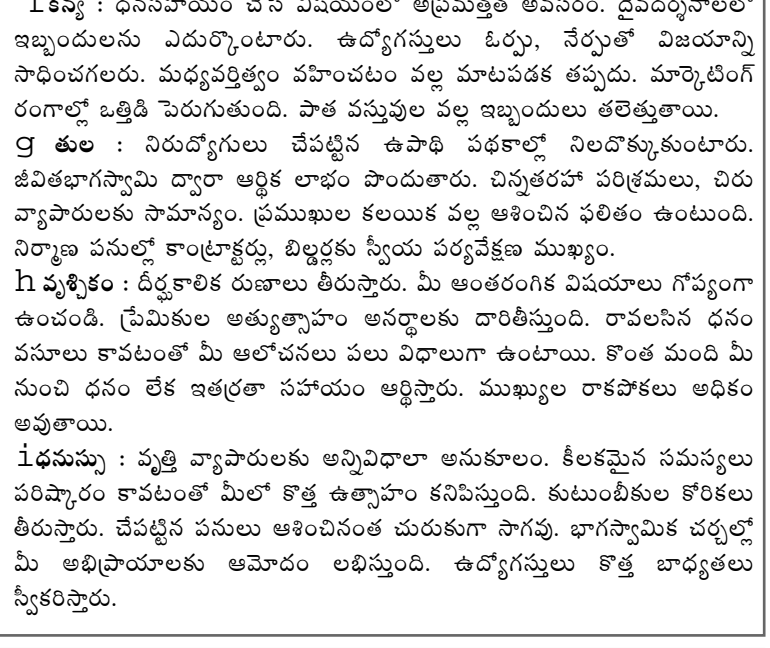 కన్య : ధనసహాయం చేసే విషయంలో అప్రమత్తత అవసరం. దైవదర్శనాలలో
ఇబ్బందులను ఎదుర్కొంటారు. ఉద్యోగస్తులు ఓర్పు, నేర్పుతో విజయాన్ని
సాధించగలరు. మధ్యవర్తిత్వం వహించటం వల్ల మాటపడక తప్పదు. మార్కెటింగ్
రంగాల్లో ఒత్తిడి పెరుగుతుంది. పాత వస్తువుల వల్ల ఇబ్బందులు తలెత్తుతాయి.
g తుల : నిరుద్యోగులు చేపట్టిన ఉపాధి పథకాల్లో నిలదొక్కుకుంటారు.
జీవితభాగస్వామి ద్వారా ఆర్థిక లాభం పొందుతారు. చిన్నతరహా పరిశ్రమలు, చిరు
వ్యాపారులకు సామాన్యం. ప్రముఖుల కలయిక వల్ల ఆశించిన ఫలితం ఉంటుంది.
నిర్మాణ పనుల్లో కాంట్రాక్టర్లు, బిల్డర్లకు స్వీయ పర్యవేక్షణ ముఖ్యం.
h వృశ్చికం : దీర్ఘకాలిక రుణాలు తీరుస్తారు. మీ ఆంతరంగిక విషయాలు గోప్యంగా
ఉంచండి. ప్రేమికుల అత్యుత్సాహం అనర్థాలకు దారితీస్తుంది. రావలసిన ధనం
వసూలు కావటంతో మీ ఆలోచనలు పలు విధాలుగా ఉంటాయి. కొంత మంది మీ
నుంచి ధనం లేక ఇతరత్రా సహాయం ఆర్థిస్తారు. ముఖ్యుల రాకపోకలు అధికం
అవుతాయి.
i ధనుస్సు : వృత్తి వ్యాపారులకు అన్నివిధాలా అనుకూలం. కీలకమైన సమస్యలు
పరిష్కారం కావటంతో మీలో కొత్త ఉత్సాహం కనిపిస్తుంది. కుటుంబీకుల కోరికలు
తీరుస్తారు. చేపట్టిన పనులు ఆశించినంత చురుకుగా సాగవు. భాగస్వామిక చర్చల్లో
మీ అభిప్రాయాలకు ఆమోదం లభిస్తుంది. ఉద్యోగస్తులు కొత్త బాధ్యతలు
స్వీకరిస్తారు.